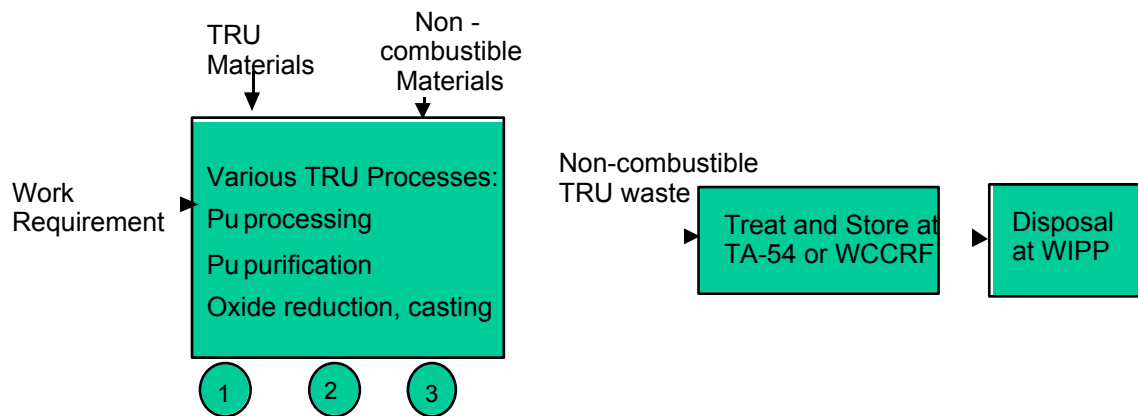 TRU
Materials
Non -
combustible
Materials
Work
Requirement
Various TRU Processes:
Pu processing
Pu purification
Oxide reduction, casting
1
2
3
Non-combustible
TRU waste
Treat and Store at
TA-54 or WCCRF
Disposal
at WIPP